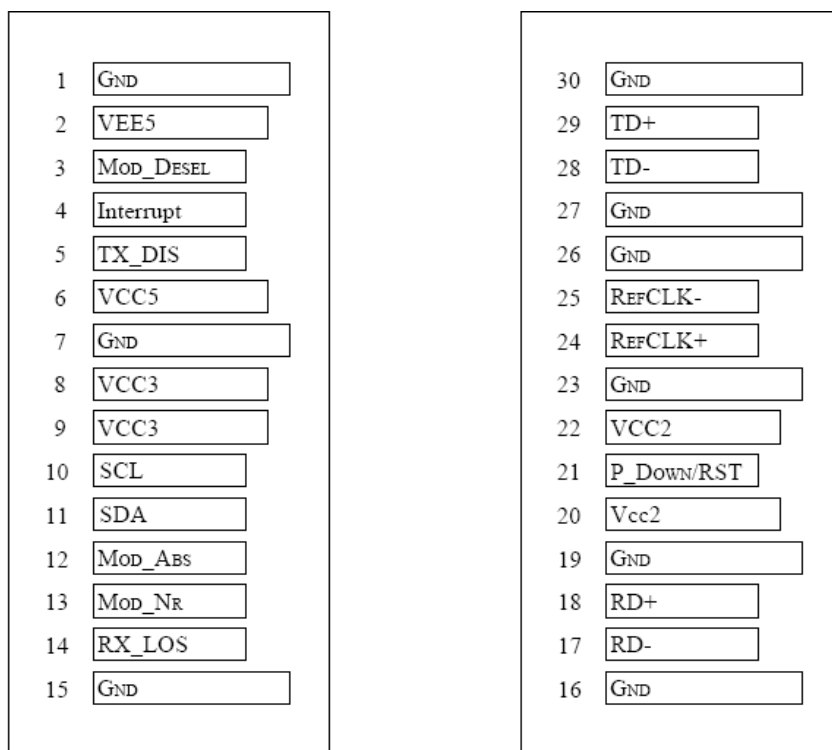 1 GND
2 VEE5
3 MOD_DESEL
4 Interrupt
5 TX_DIS
6 VCC5
7 GND
8 VCC3
9 VCC3
10 SCL
11 SDA
12 MOD_ABS
13 MOD_NR
14 RX_LOS
15 GND
30 GND
29 TD+
28 TD-
27 GND
26 GND
25 REFCLK-
24 REFCLK+
23 GND
22 VCC2
21 P_DOWN/RST
20 Vcc2
19 GND
18 RD+
17 RD-
16 GND